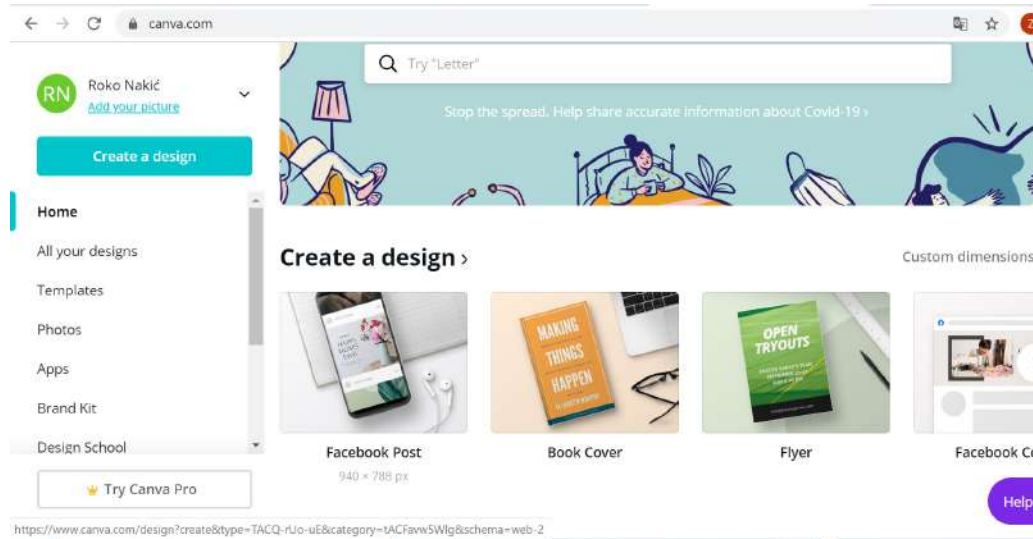 canva.com
Z
RN
Roko Nakić
Add your picture
Create a design
Home
All your designs
Templates
Photos
Apps
Brand Kit
Design School
Try Canva Pro
Try "Letter"
Stop the spread. Help share accurate information about Covid-19 ›
Create a design ›
Custom dimensions
MAKING
THINGS
HAPPEN
OPEN
TRYOUTS
Facebook Post
940 × 788 px
Book Cover
Flyer
Facebook C
Help
https://www.canva.com/design?create&type=TACQ-rUo-uE&category=tACFavw5WIg&schema=web-2